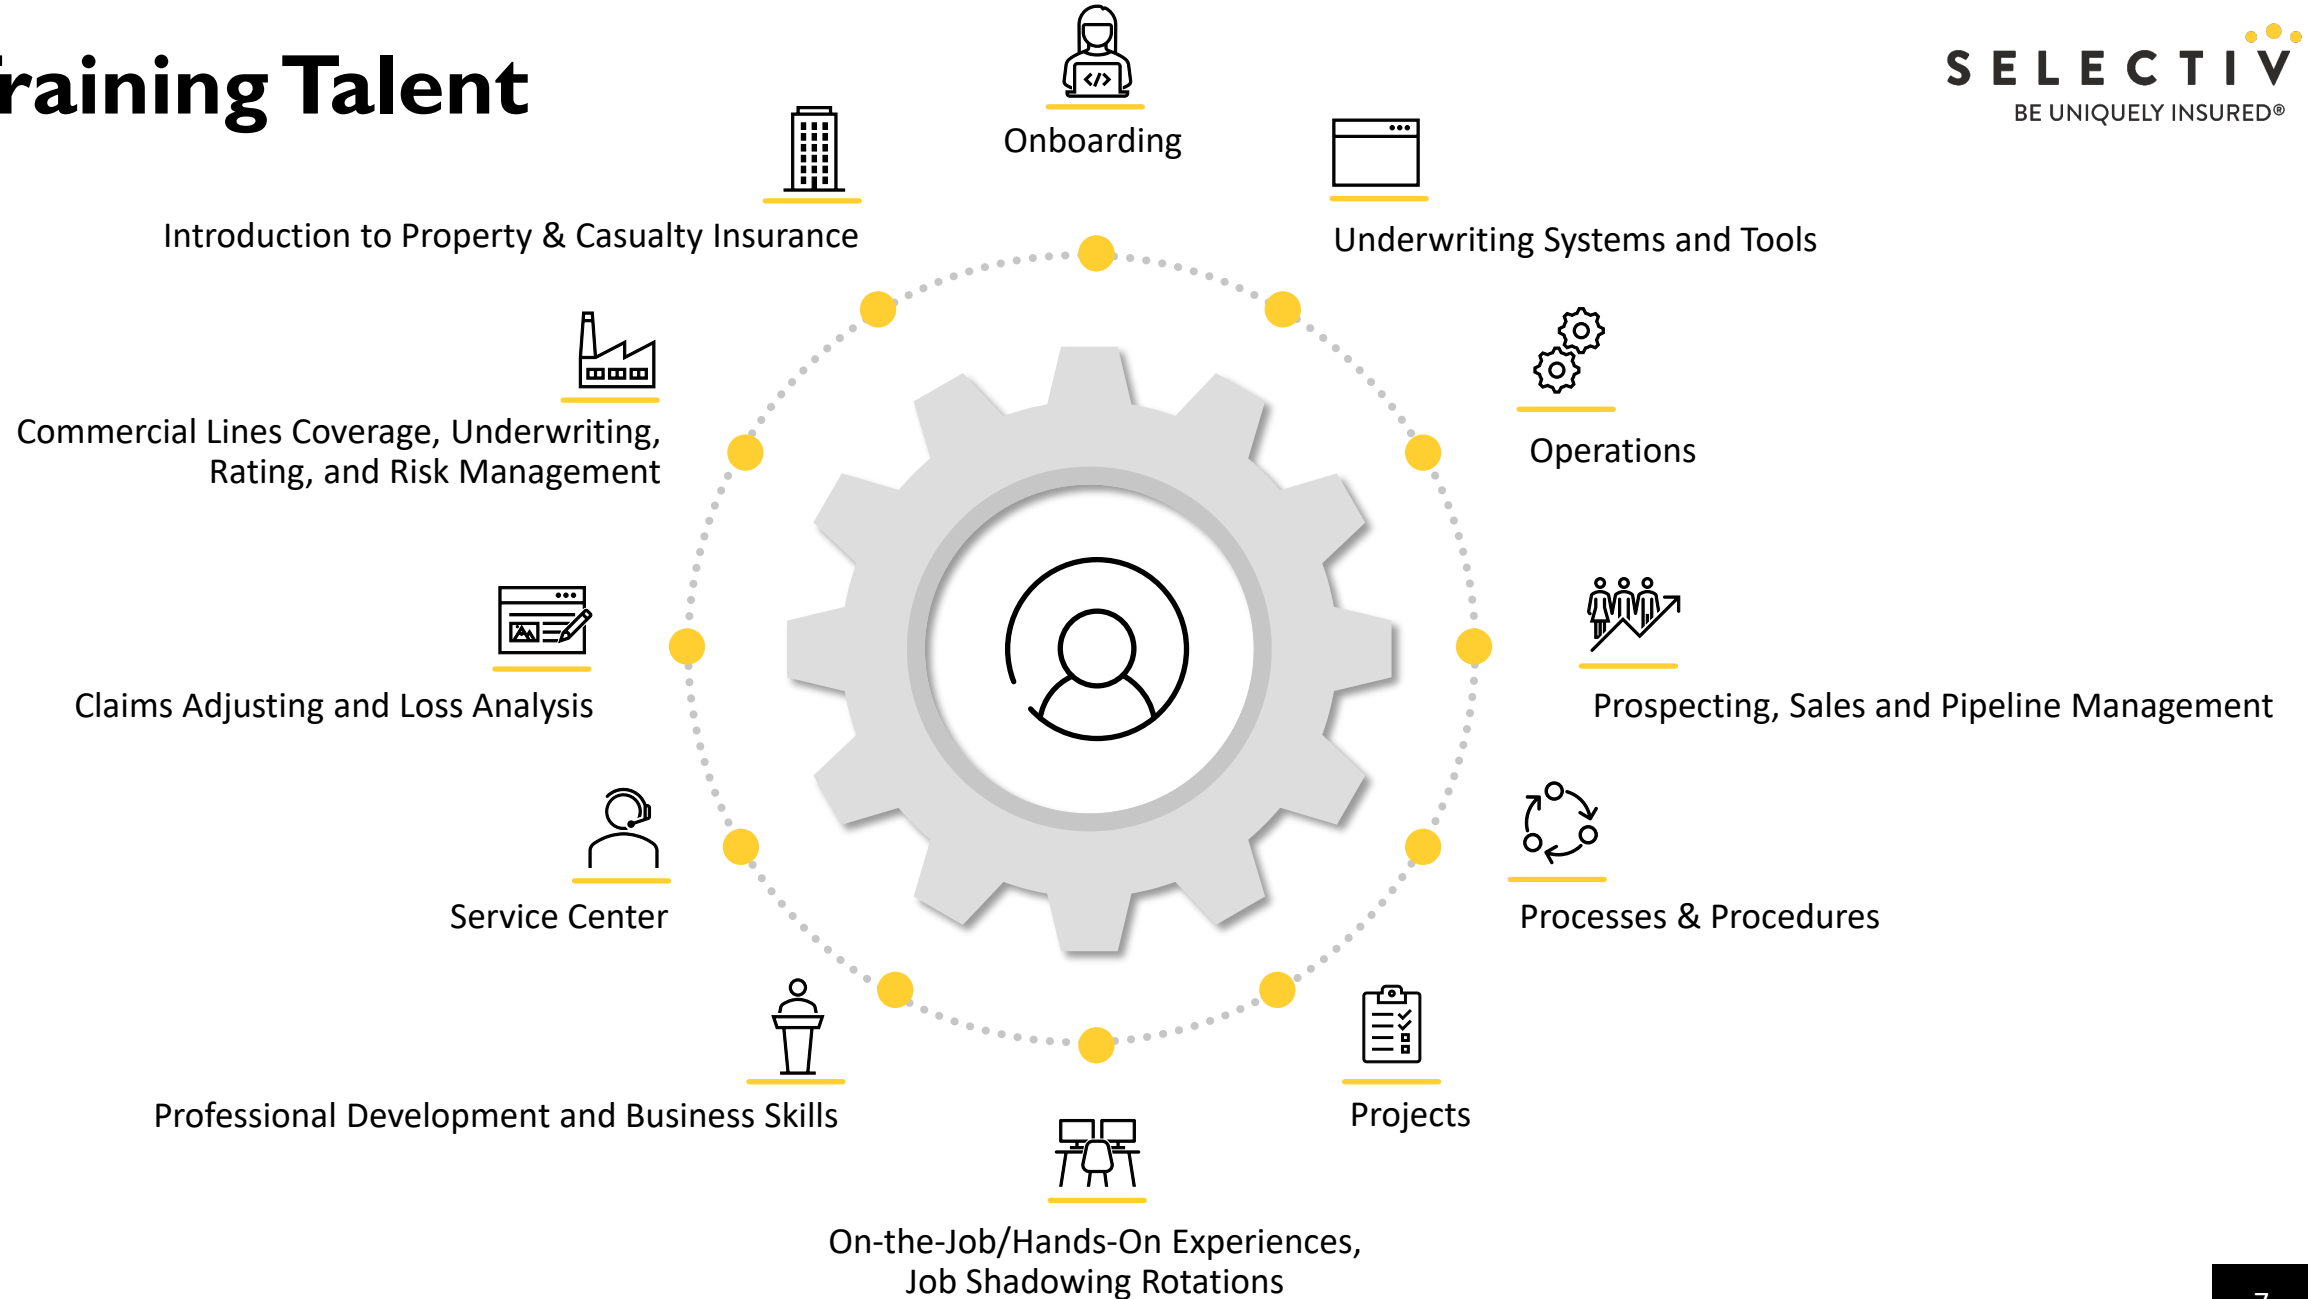 raining Talent
SELECTIV
BE UNIQUELY INSURED®
Onboarding
Introduction to Property & Casualty Insurance
Underwriting Systems and Tools
Commercial Lines Coverage, Underwriting,
Rating, and Risk Management
Operations
Claims Adjusting and Loss Analysis
Prospecting, Sales and Pipeline Management
Service Center
Processes & Procedures
Professional Development and Business Skills
Projects
On-the-Job/Hands-On Experiences,
Job Shadowing Rotations